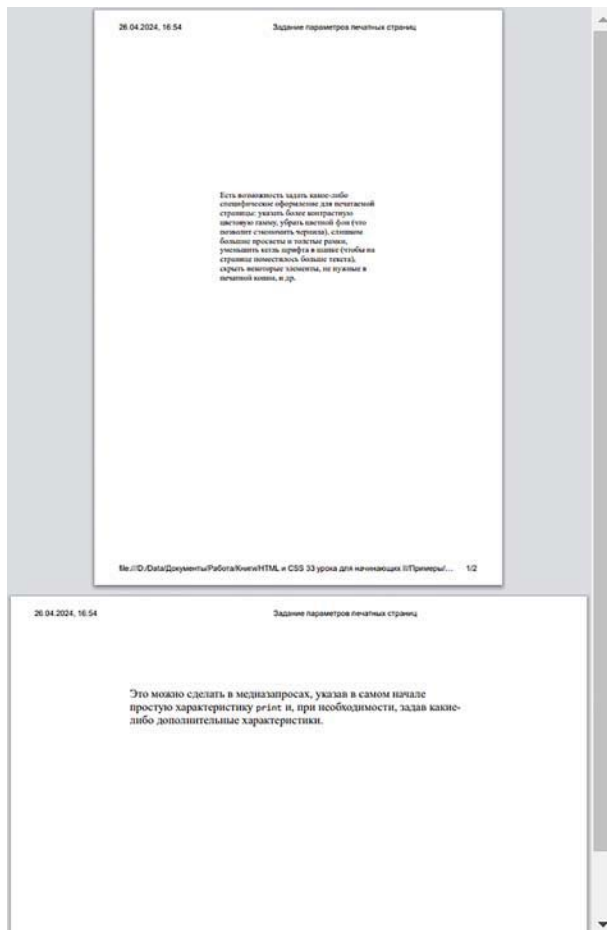 26.04.2024, 16:54 Задание параметров печатных страниц
Есть возможность задать какое-либо
специфическое оформление для печатаемой
страницы: указать более контрастную
цветовую гамму, убрать цветной фон (что
позволит сэкономить чернила), слишком
большие просветы и толстые рамки,
уменьшить кегль шрифта в шапке (чтобы на
странице поместилось больше текста),
скрыть некоторые элементы, не нужные в
печатной копии, и др.
file:///D:/Data/Документы/Работа/Книги/HTML и CSS 33 урока для начинающих II/Примеры/... 1/2
26.04.2024, 16:54 Задание параметров печатных страниц
Это можно сделать в медиазапросах, указав в самом начале
простую характеристику print и, при необходимости, задав какие-
либо дополнительные характеристики.